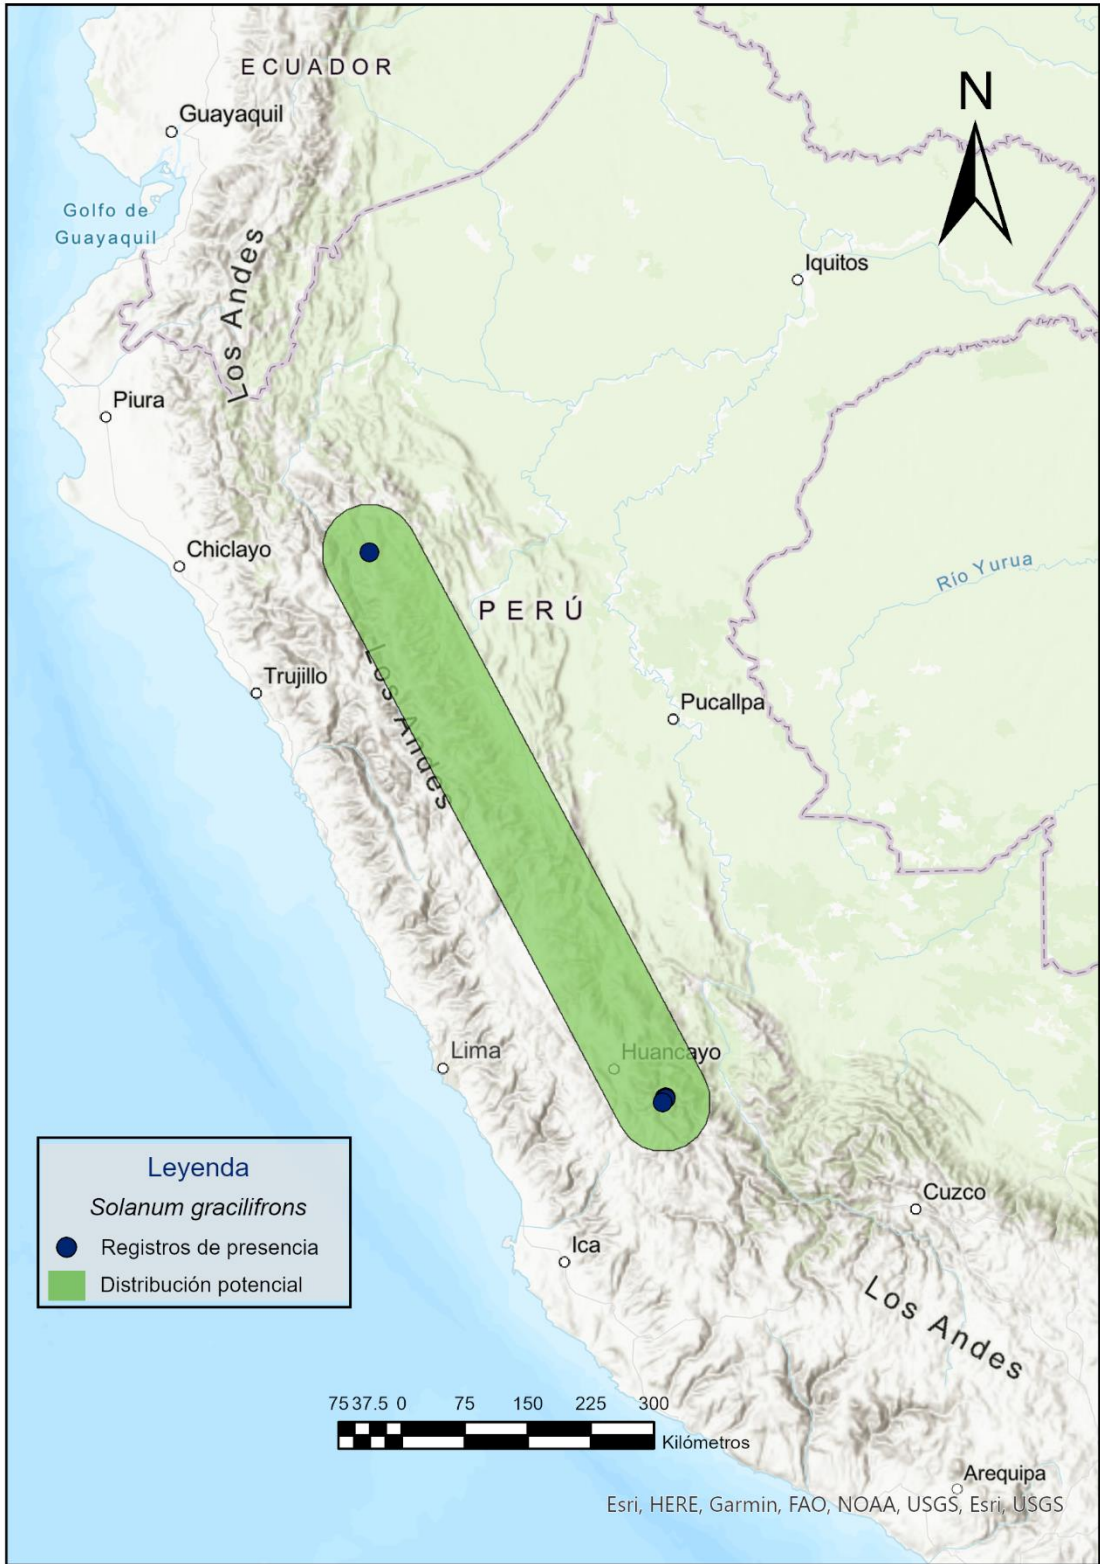 ECUADOR
N
Guayaquil
Golfo de
Guayaquil
Los Andes
Iquitos
Piura
Chiclayo
PERÚ
Río Yurua
Los Andes
Trujillo
Pucallpa
Lima
Huancayo
Leyenda
Solanum gracilifrons
Registros de presencia
Distribución potencial
Cuzco
Ica
Los Andes
75 37.5 0 75 150 225 300
Kilómetros
Arequipa
Esri, HERE, Garmin, FAO, NOAA, USGS, Esri, USGS